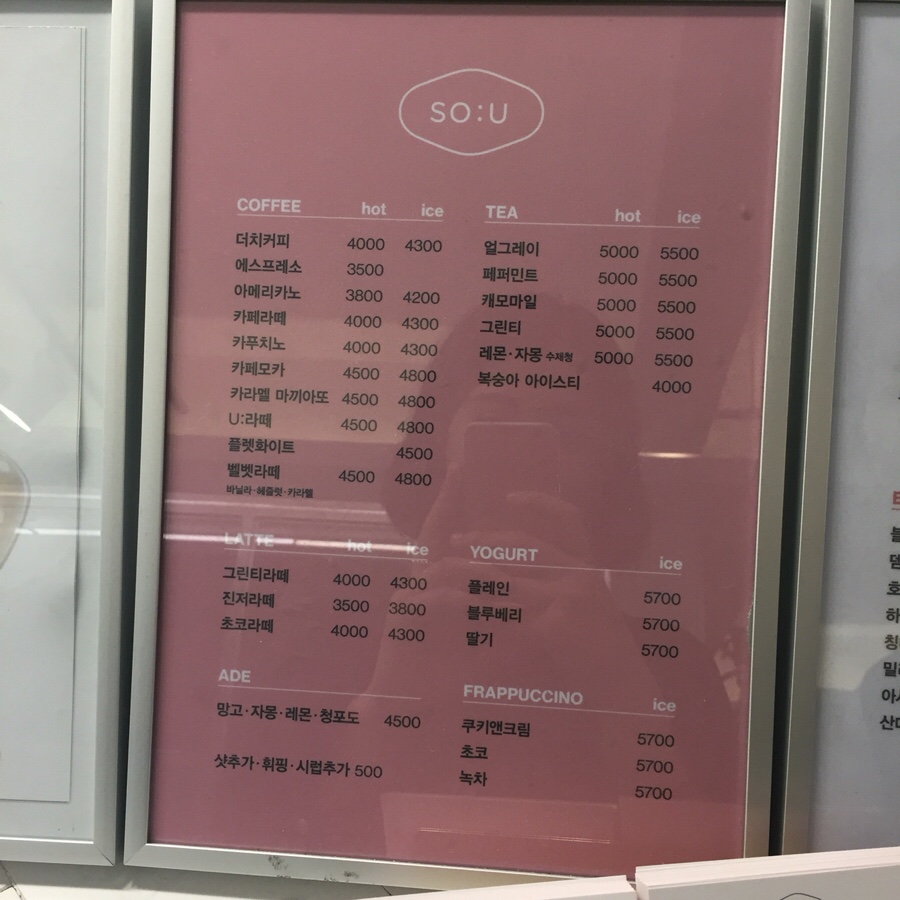 SO:U
COFFEE hot ice
더치커피 4000 4300
에스프레소 3500
아메리카노 3800 4200
카페라떼 4000 4300
카푸치노 4000 4300
카페모카 4500 4800
카라멜 마끼아또 4500 4800
U:라떼 4500 4800
플렛화이트 4500
벨벳라떼 4500 4800
바닐라·헤즐럿·카라멜
LATTE hot ice
그린티라떼 4000 4300
진저라떼 3500 3800
초코라떼 4000 4300
ADE
망고·자몽·레몬·청포도 4500
샷추가·휘핑·시럽추가 500
TEA hot ice
얼그레이 5000 5500
페퍼민트 5000 5500
캐모마일 5000 5500
그린티 5000 5500
레몬·자몽 수제청 5000 5500
복숭아 아이스티 4000
YOGURT ice
플레인 5700
블루베리 5700
딸기 5700
FRAPPUCCINO ice
쿠키앤크림 5700
초코 5700
녹차 5700